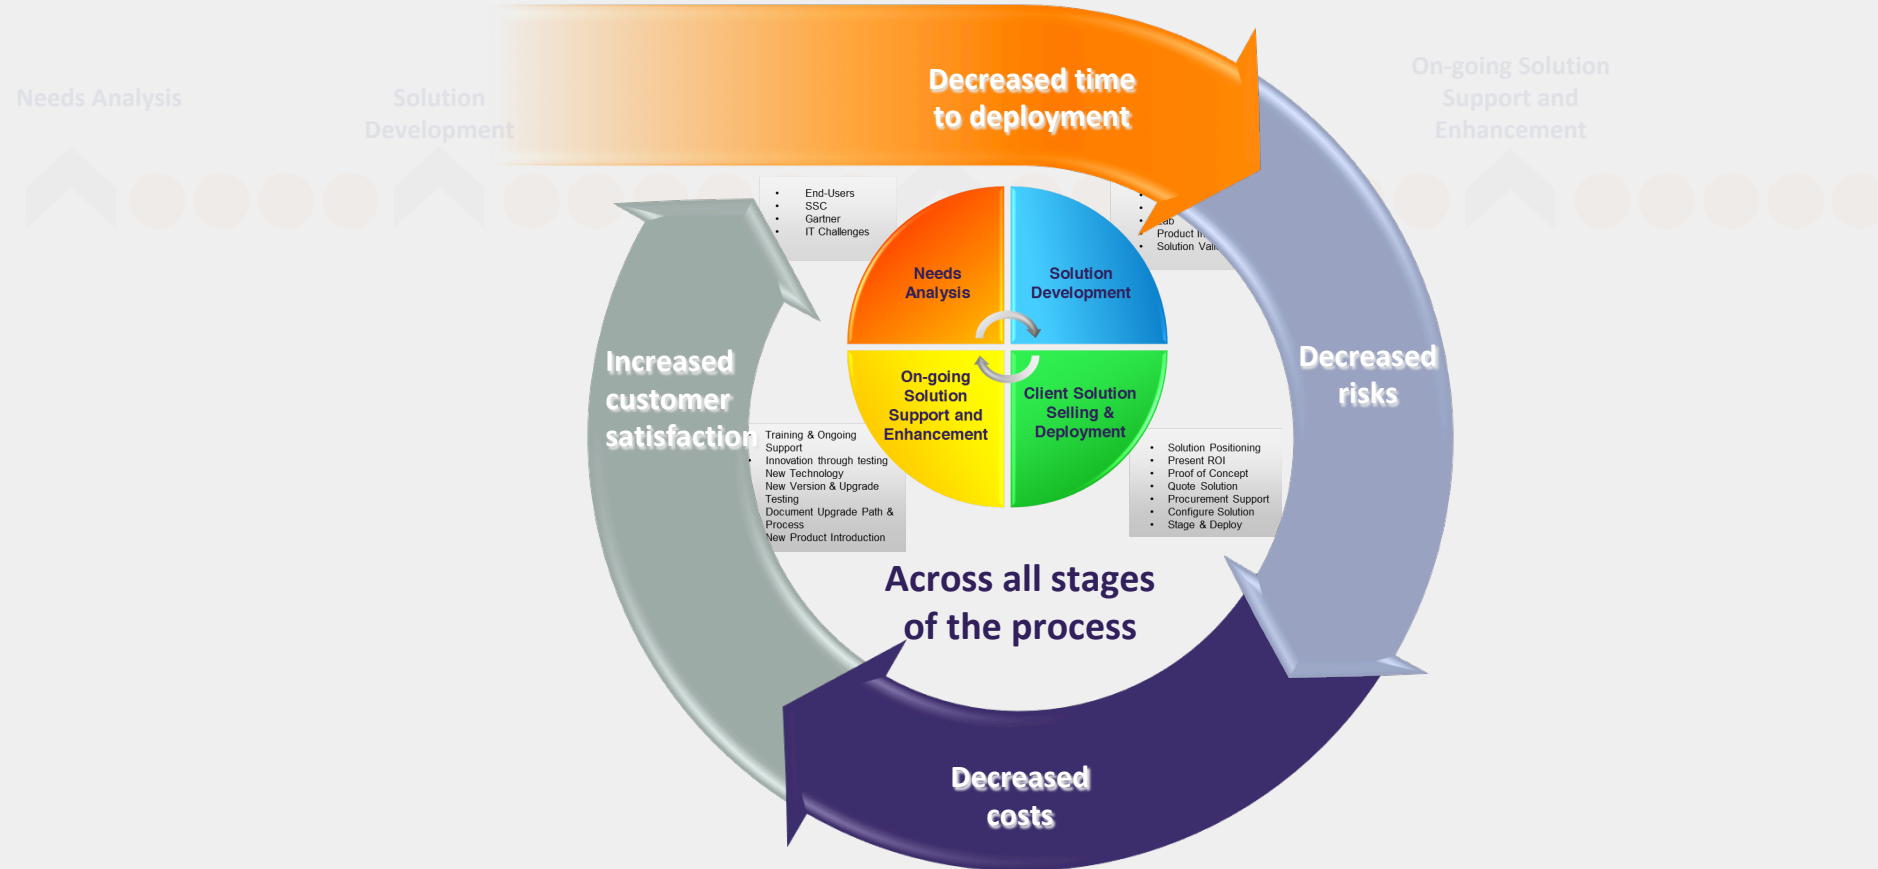 Decreased time
to deployment
On-going Solution
Support and
Enhancement
Needs Analysis
Solution
Development
• End-Users
• SSC
• Gartner
• IT Challenges
•
•
• Product
• Solution
Needs
Analysis
Solution
Development
On-going
Solution
Support and
Enhancement
Client Solution
Selling &
Deployment
Increased
customer
satisfaction
Decreased
risks
Training & Ongoing
Support
• Innovation through testing
New Technology
New Version & Upgrade
Testing
Document Upgrade Path &
Process
New Product Introduction
• Solution Positioning
• Present ROI
• Proof of Concept
• Quote Solution
• Procurement Support
• Configure Solution
• Stage & Deploy
Across all stages
of the process
Decreased
costs